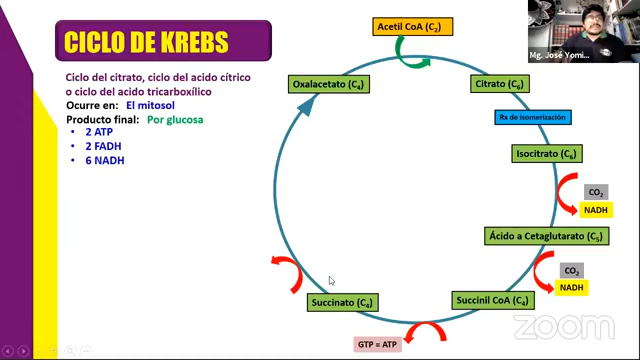 CICLO DE KREBS
Ciclo del citrato, ciclo del acido cítrico
o ciclo del acido tricarboxílico
Ocurre en: El mitosol
Producto final: Por glucosa
• 2 ATP
• 2 FADH
• 6 NADH
Acetil CoA (C2)
Oxalacetato (C4)
Citrato (C6)
Rx de isomerización
Isocitrato (C6)
CO2
NADH
Ácido a Cetaglutarato (C5)
CO2
NADH
Succinil CoA (C4)
Succinato (C4)
GTP = ATP
Mg. José Yomi...
zoom